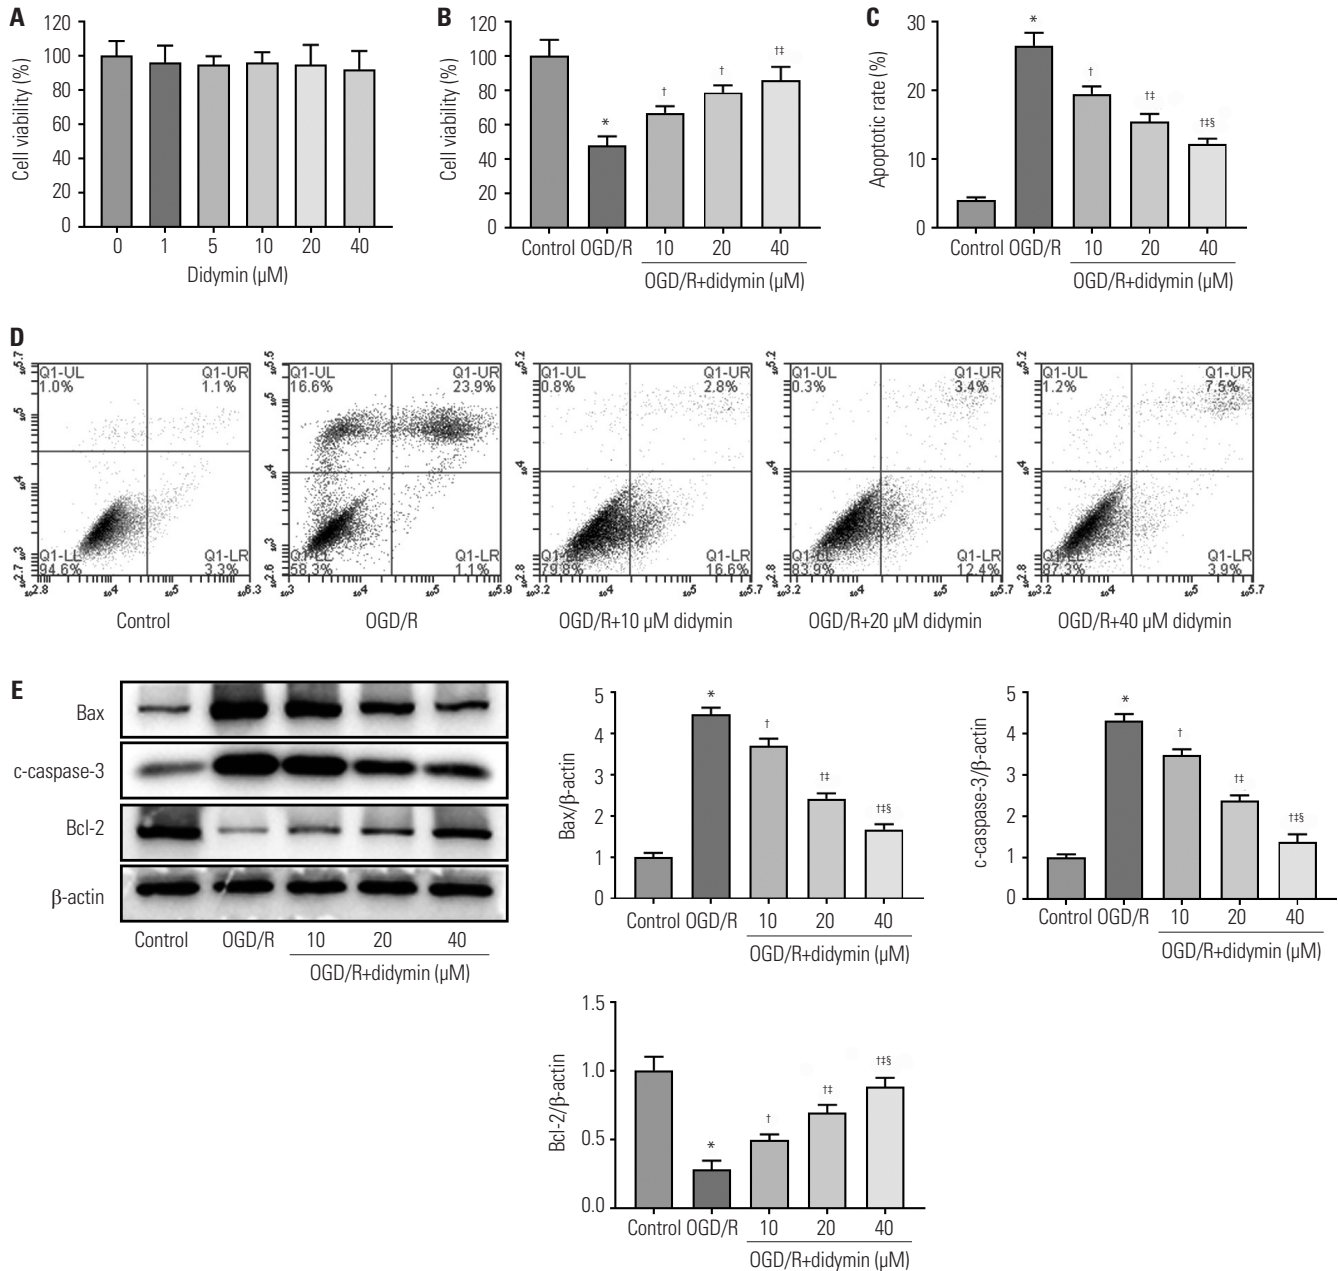 A
Cell viability (%)
120
100
80
60
40
20
0
0 1 5 10 20 40
Didymin (µM)
B
Cell viability (%)
120
100
80
60
40
20
0
*
†
†
†‡
Control OGD/R 10 20 40
OGD/R+didymin (µM)
C
Apoptotic rate (%)
30
20
10
0
*
†
†‡
†‡§
Control OGD/R 10 20 40
OGD/R+didymin (µM)
D
Q1-UL
1.0%
Q1-UR
1.1%
Q1-LL
94.6%
Q1-LR
3.3%
Control
Q1-UL
16.6%
Q1-UR
23.9%
58.3%
Q1-LR
1.1%
OGD/R
Q1-UL
0.8%
Q1-UR
2.8%
79.8%
Q1-LR
16.6%
OGD/R+10 µM didymin
Q1-UL
0.3%
Q1-UR
3.4%
83.9%
Q1-LR
12.4%
OGD/R+20 µM didymin
Q1-UL
1.2%
Q1-UR
7.5%
87.3%
Q1-LR
3.9%
OGD/R+40 µM didymin
E
Bax
c-caspase-3
Bcl-2
β-actin
Control OGD/R 10 20 40
OGD/R+didymin (µM)
Bax/β-actin
5
4
3
2
1
0
*
†
†‡
†‡§
Control OGD/R 10 20 40
OGD/R+didymin (µM)
c-caspase-3/β-actin
5
4
3
2
1
0
*
†
†‡
†‡§
Control OGD/R 10 20 40
OGD/R+didymin (µM)
Bcl-2/β-actin
1.5
1.0
0.5
0.0
*
†
†‡
†‡§
Control OGD/R 10 20 40
OGD/R+didymin (µM)